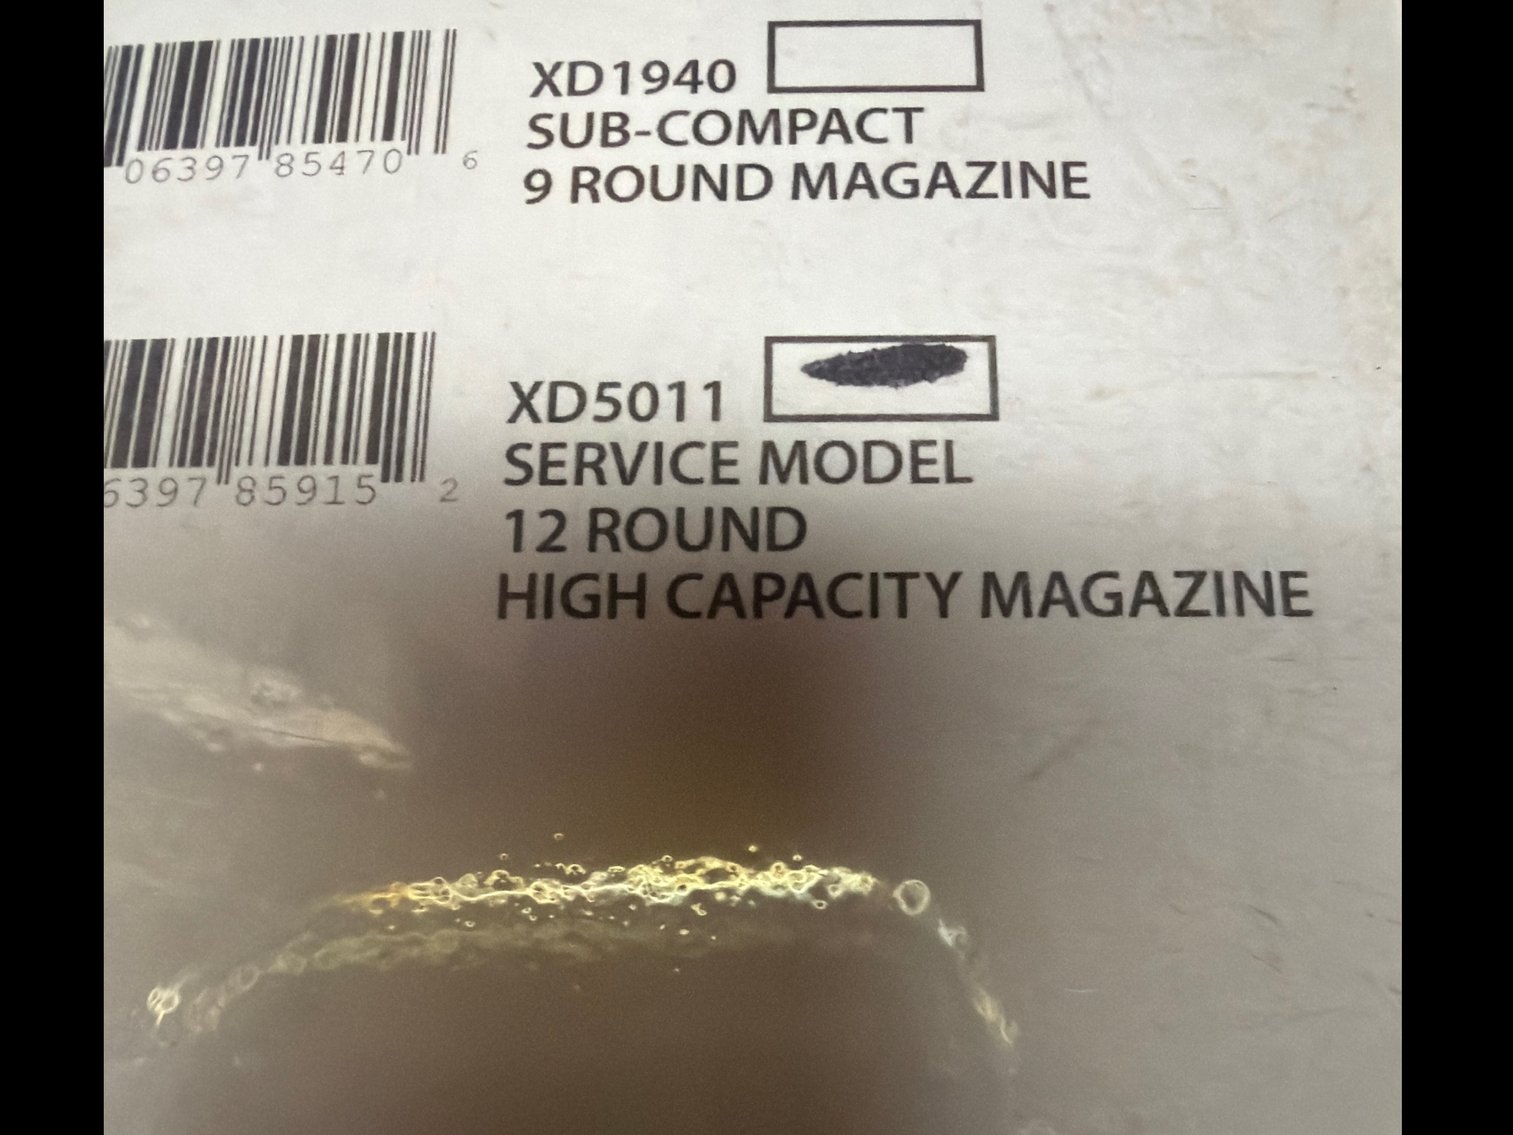 XD1940
SUB-COMPACT
9 ROUND MAGAZINE
06397 85470 6
XD5011
SERVICE MODEL
12 ROUND
HIGH CAPACITY MAGAZINE
6397 85915 2